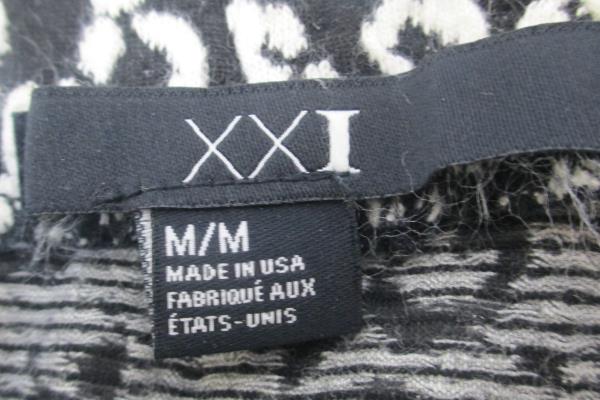 XXI
M/M
MADE IN USA
FABRIQUÉ AUX
ÉTATS-UNIS